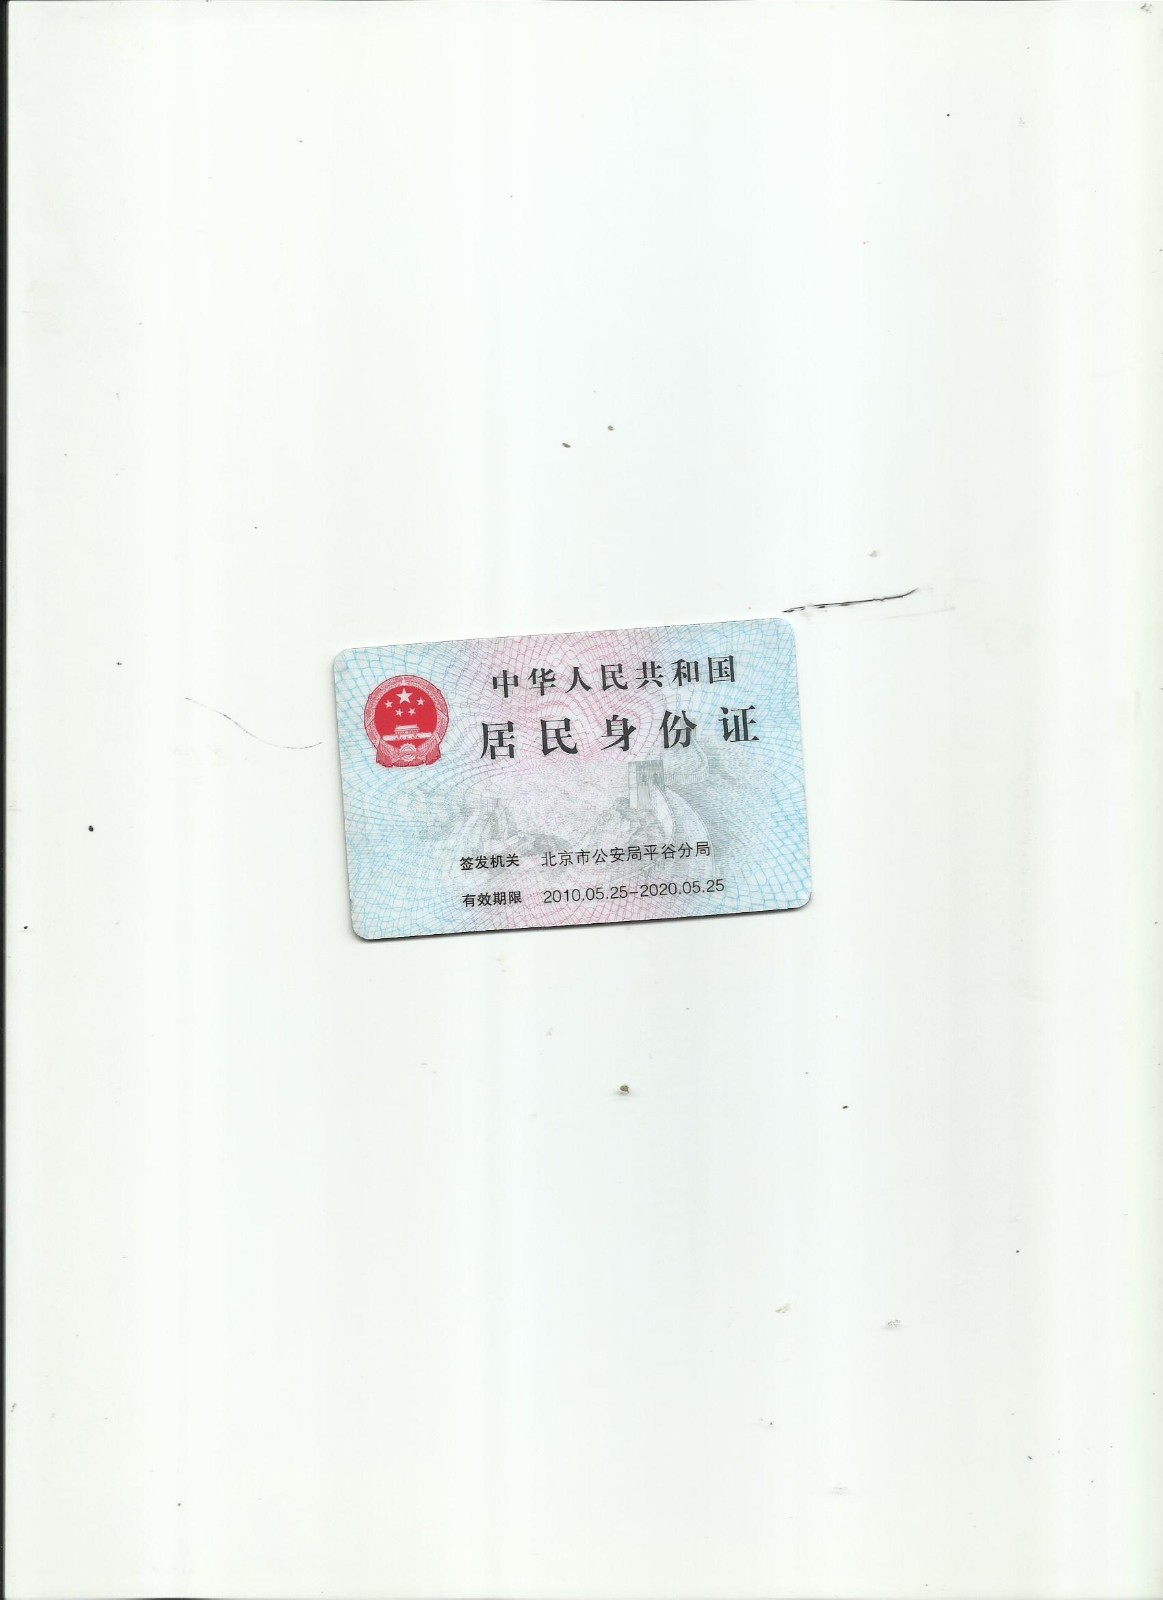 中华人民共和国
居民身份证
签发机关 北京市公安局平谷分局
有效期限 2010.05.25-2020.05.25